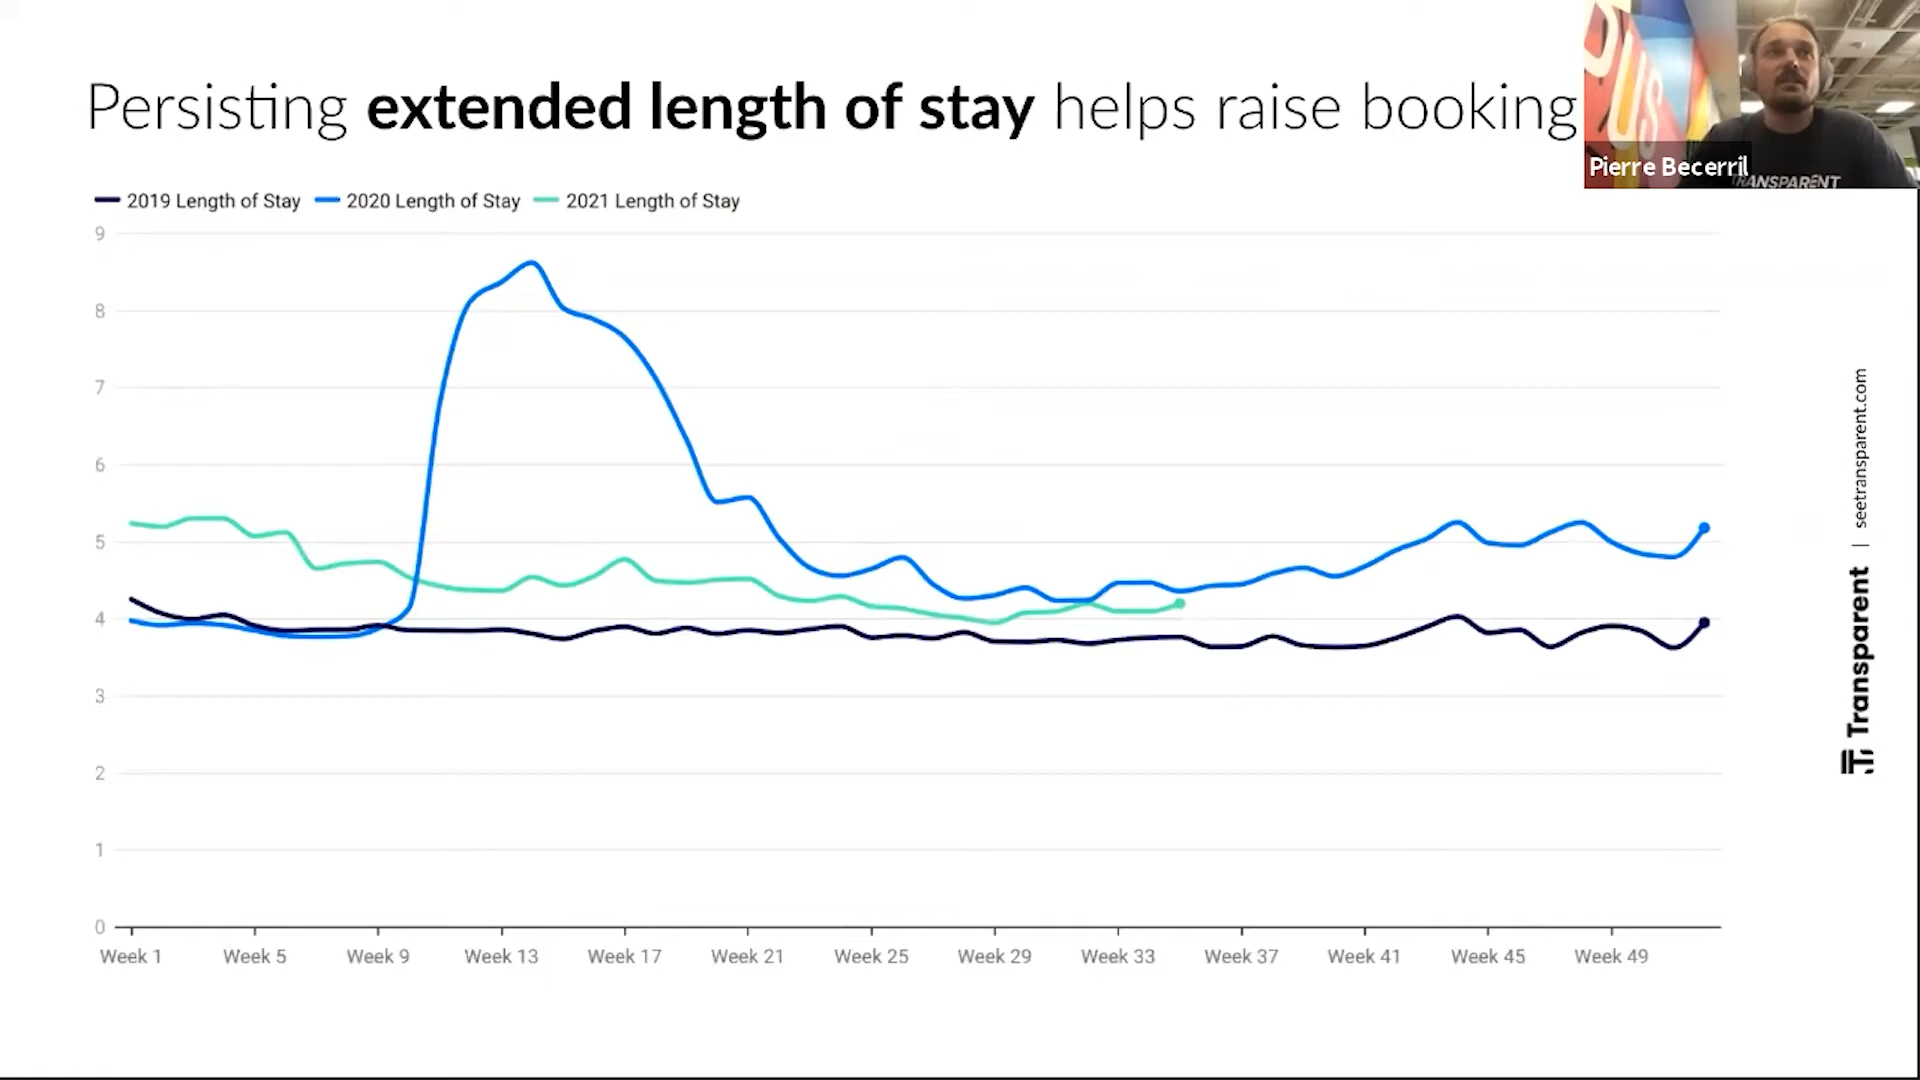 Persisting extended length of stay helps raise booking
Pierre Becerril
TRANSPARENT
2019 Length of Stay
2020 Length of Stay
2021 Length of Stay
9
8
7
6
5
4
3
2
1
0
Week 1
Week 5
Week 9
Week 13
Week 17
Week 21
Week 25
Week 29
Week 33
Week 37
Week 41
Week 45
Week 49
Transparent | seetransparent.com